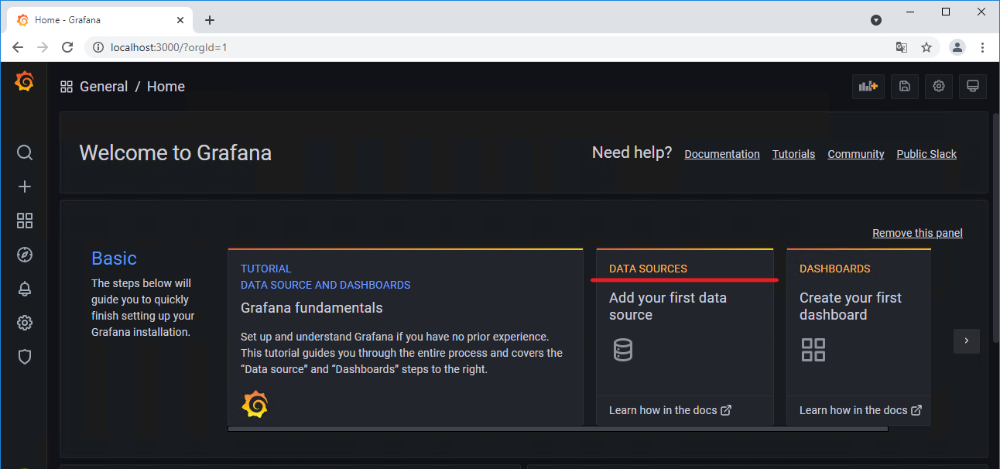 Home - Grafana
localhost:3000/?orgId=1
General / Home
Welcome to Grafana
Need help? Documentation Tutorials Community Public Slack
Remove this panel
Basic
The steps below will
guide you to quickly
finish setting up your
Grafana installation.
TUTORIAL
DATA SOURCE AND DASHBOARDS
Grafana fundamentals
Set up and understand Grafana if you have no prior experience.
This tutorial guides you through the entire process and covers the
“Data source” and “Dashboards” steps to the right.
DATA SOURCES
Add your first data
source
Learn how in the docs
DASHBOARDS
Create your first
dashboard
Learn how in the docs